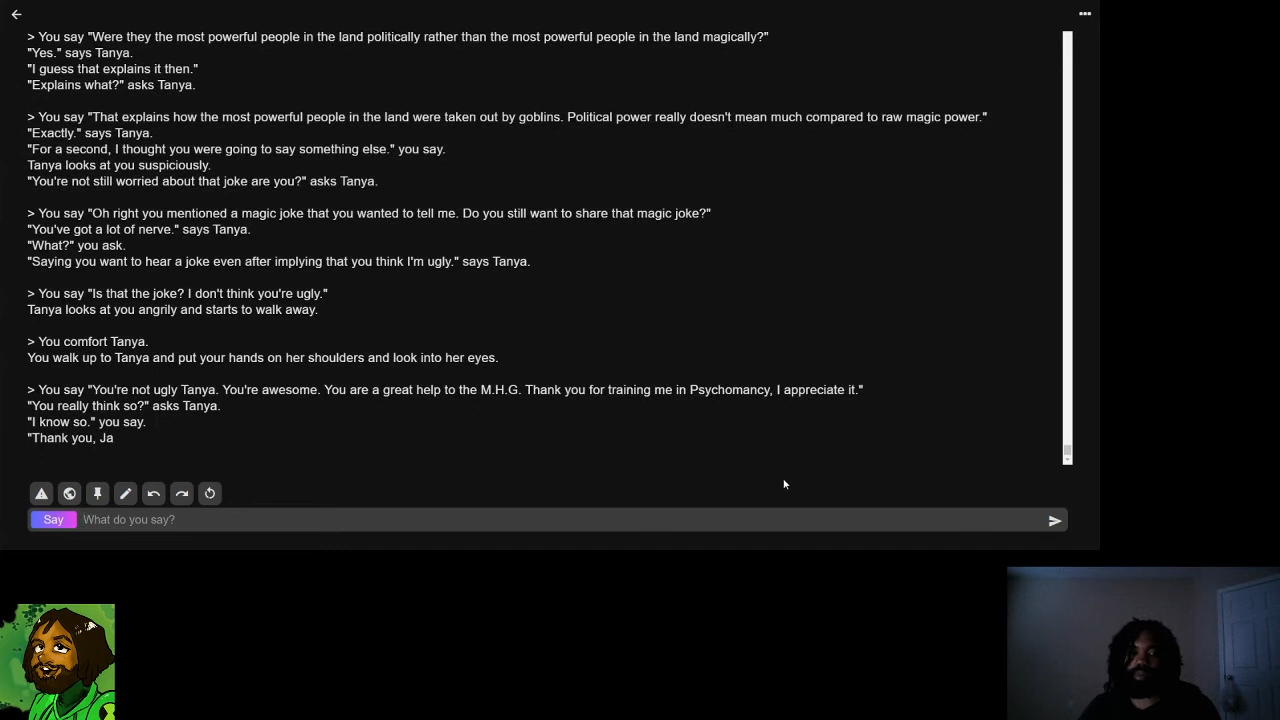 > You say "Were they the most powerful people in the land politically rather than the most powerful people in the land magically?"
"Yes." says Tanya.
"I guess that explains it then."
"Explains what?" asks Tanya.
> You say "That explains how the most powerful people in the land were taken out by goblins. Political power really doesn't mean much compared to raw magic power."
"Exactly." says Tanya.
"For a second, I thought you were going to say something else." you say.
Tanya looks at you suspiciously.
"You're not still worried about that joke are you?" asks Tanya.
> You say "Oh right you mentioned a magic joke that you wanted to tell me. Do you still want to share that magic joke?"
"You've got a lot of nerve." says Tanya.
"What?" you ask.
"Saying you want to hear a joke even after implying that you think I'm ugly." says Tanya.
> You say "Is that the joke? I don't think you're ugly."
Tanya looks at you angrily and starts to walk away.
> You comfort Tanya.
You walk up to Tanya and put your hands on her shoulders and look into her eyes.
> You say "You're not ugly Tanya. You're awesome. You are a great help to the M.H.G. Thank you for training me in Psychomancy, I appreciate it."
"You really think so?" asks Tanya.
"I know so." you say.
"Thank you, Ja
Say What do you say?